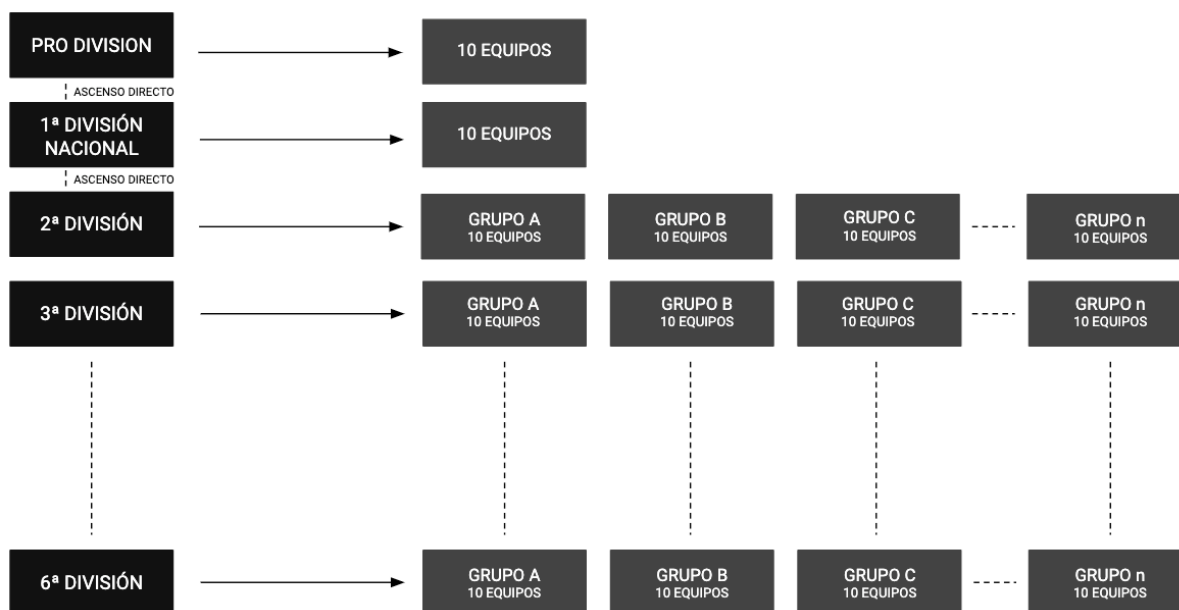 PRO DIVISION
10 EQUIPOS
ASCENSO DIRECTO
1ª DIVISIÓN
NACIONAL
10 EQUIPOS
ASCENSO DIRECTO
2ª DIVISIÓN
GRUPO A
10 EQUIPOS
GRUPO B
10 EQUIPOS
GRUPO C
10 EQUIPOS
GRUPO n
10 EQUIPOS
3ª DIVISIÓN
GRUPO A
10 EQUIPOS
GRUPO B
10 EQUIPOS
GRUPO C
10 EQUIPOS
GRUPO n
10 EQUIPOS
6ª DIVISIÓN
GRUPO A
10 EQUIPOS
GRUPO B
10 EQUIPOS
GRUPO C
10 EQUIPOS
GRUPO n
10 EQUIPOS